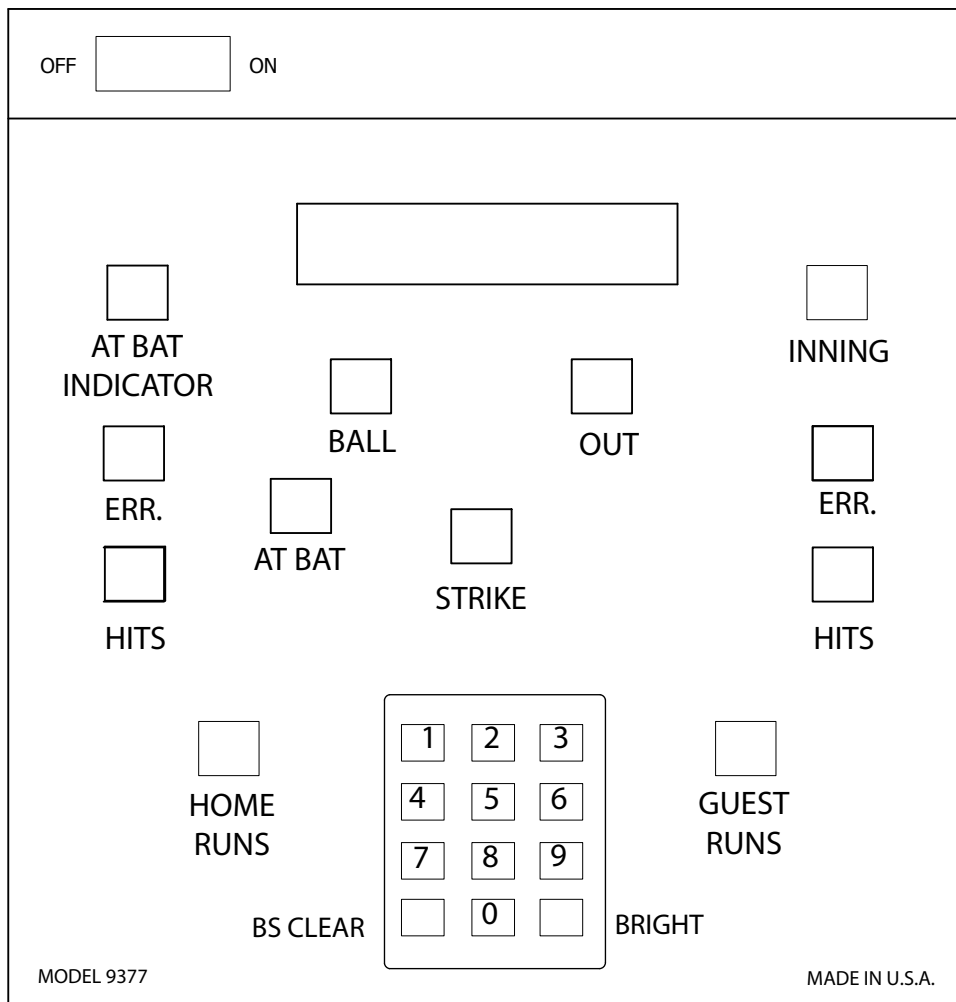 OFF ON
AT BAT
INDICATOR
INNING
BALL
OUT
ERR.
ERR.
AT BAT
STRIKE
HITS
HITS
1 2 3
4 5 6
7 8 9
0
HOME
RUNS
GUEST
RUNS
BS CLEAR
BRIGHT
MODEL 9377
MADE IN U.S.A.